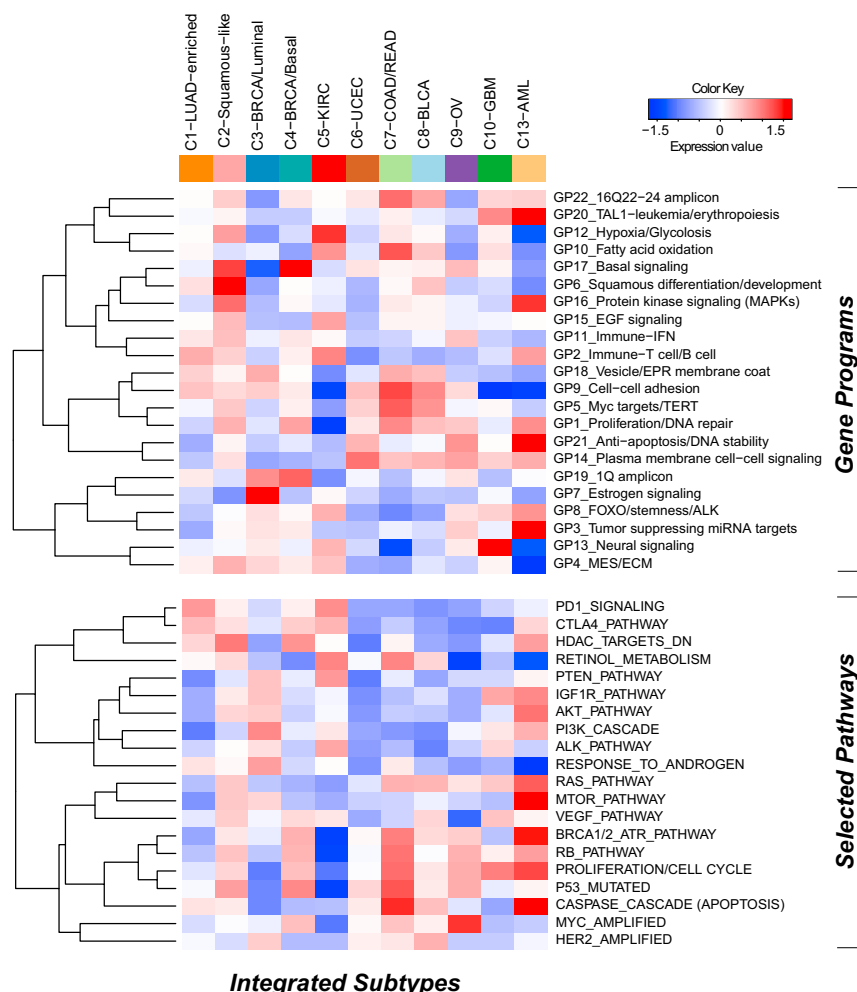 C1-LUAD-enriched
C2-Squamous-like
C3-BRCA/Luminal
C4-BRCA/Basal
C5-KIRC
C6-UCEC
C7-COAD/READ
C8-BLCA
C9-OV
C10-GBM
C13-AML
Color Key
-1.5 0 1.5
Expression value
GP22_16Q22-24 amplicon
GP20_TAL1-leukemia/erythropoiesis
GP12_Hypoxia/Glycolosis
GP10_Fatty acid oxidation
GP17_Basal signaling
GP6_Squamous differentiation/development
GP16_Protein kinase signaling (MAPKs)
GP15_EGF signaling
GP11_Immune-IFN
GP2_Immune-T cell/B cell
GP18_Vesicle/EPR membrane coat
GP9_Cell-cell adhesion
GP5_Myc targets/TERT
GP1_Proliferation/DNA repair
GP21_Anti-apoptosis/DNA stability
GP14_Plasma membrane cell-cell signaling
GP19_1Q amplicon
GP7_Estrogen signaling
GP8_FOXO/stemness/ALK
GP3_Tumor suppressing miRNA targets
GP13_Neural signaling
GP4_MES/ECM
Gene Programs
PD1_SIGNALING
CTLA4_PATHWAY
HDAC_TARGETS_DN
RETINOL_METABOLISM
PTEN_PATHWAY
IGF1R_PATHWAY
AKT_PATHWAY
PI3K_CASCADE
ALK_PATHWAY
RESPONSE_TO_ANDROGEN
RAS_PATHWAY
MTOR_PATHWAY
VEGF_PATHWAY
BRCA1/2_ATR_PATHWAY
RB_PATHWAY
PROLIFERATION/CELL CYCLE
P53_MUTATED
CASPASE_CASCADE (APOPTOSIS)
MYC_AMPLIFIED
HER2_AMPLIFIED
Selected Pathways
Integrated Subtypes